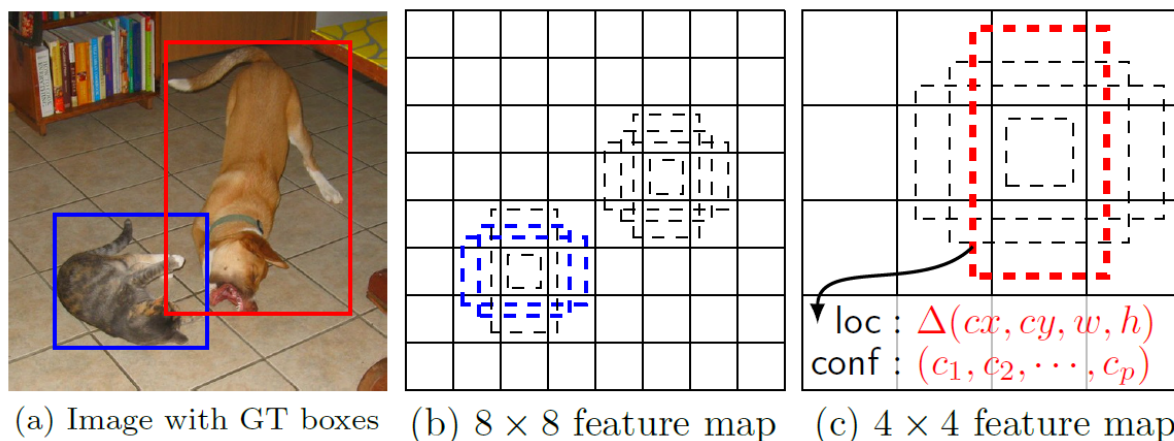 loc : Δ(cx, cy, w, h)
conf : (c₁, c₂, ⋯, cₚ)
(a) Image with GT boxes
(b) 8 × 8 feature map
(c) 4 × 4 feature map